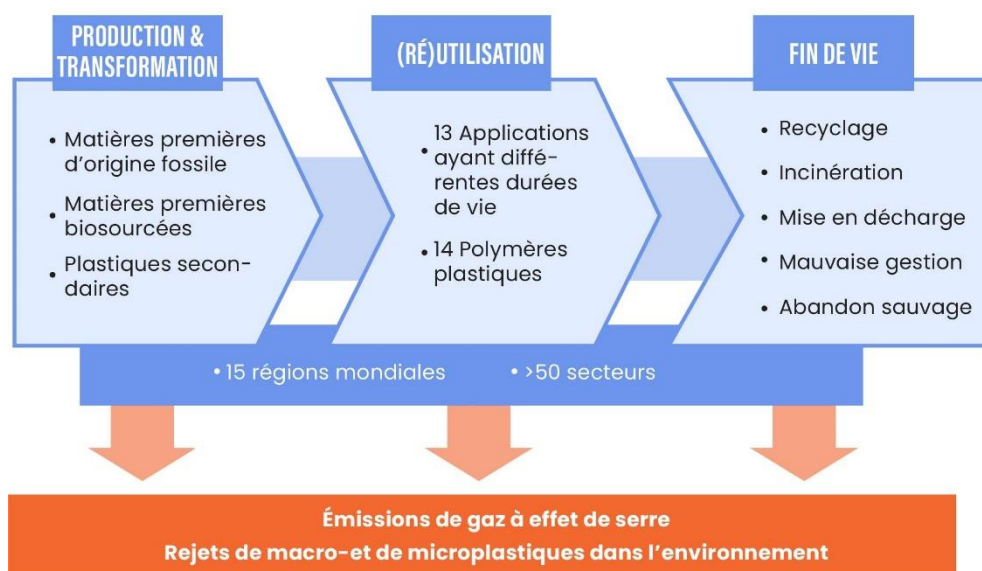 PRODUCTION &
TRANSFORMATION
• Matières premières
d'origine fossile
• Matières premières
biosourcées
• Plastiques secon-
daires
(RÉ)UTILISATION
13 Applications
• ayant diffé-
rentes durées
de vie
• 14 Polymères
plastiques
FIN DE VIE
• Recyclage
• Incinération
• Mise en décharge
• Mauvaise gestion
• Abandon sauvage
• 15 régions mondiales • >50 secteurs
Émissions de gaz à effet de serre
Rejets de macro-et de microplastiques dans l'environnement